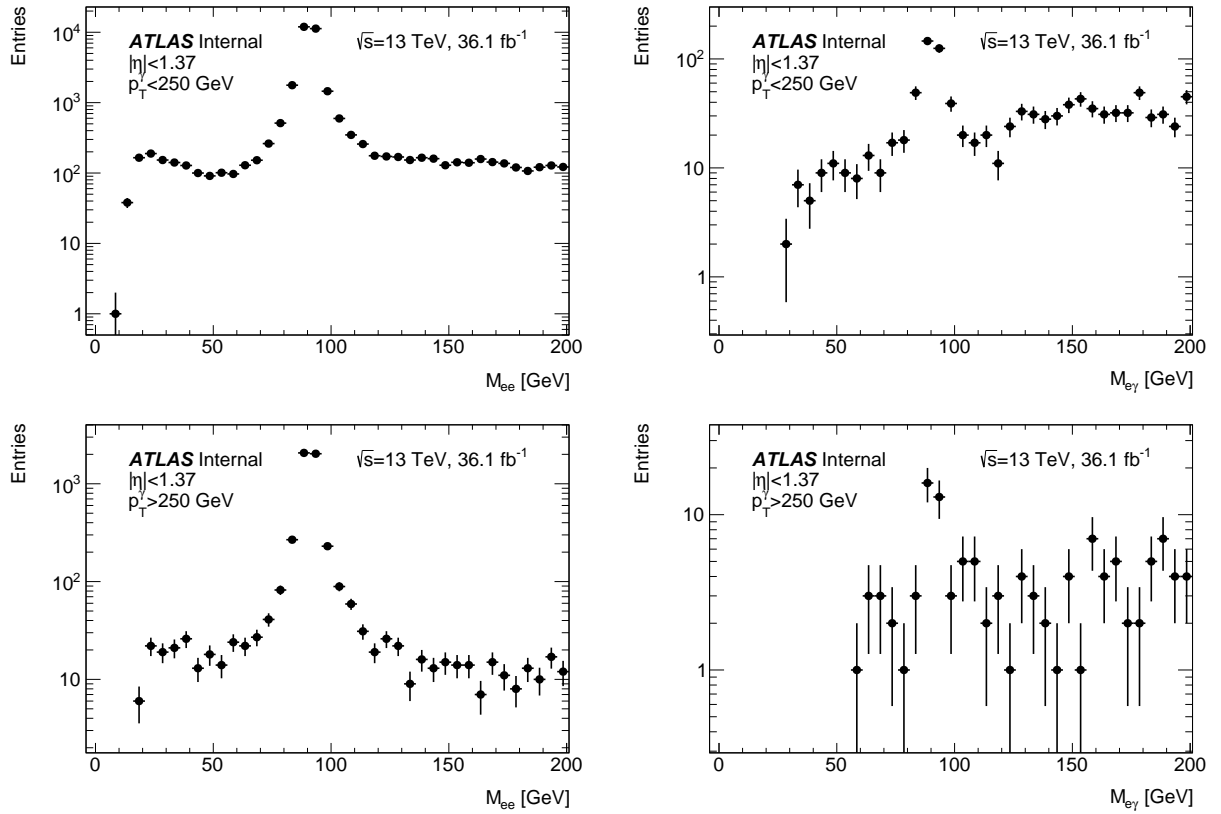 Entries
10⁴
10³
10²
10
1
ATLAS Internal
√s=13 TeV, 36.1 fb⁻¹
|η|<1.37
p_T^γ<250 GeV
0 50 100 150 200
M_ee [GeV]
Entries
10²
10
1
ATLAS Internal
√s=13 TeV, 36.1 fb⁻¹
|η|<1.37
p_T^γ<250 GeV
0 50 100 150 200
M_eγ [GeV]
Entries
10³
10²
10
ATLAS Internal
√s=13 TeV, 36.1 fb⁻¹
|η|<1.37
p_T^γ>250 GeV
0 50 100 150 200
M_ee [GeV]
Entries
10
1
ATLAS Internal
√s=13 TeV, 36.1 fb⁻¹
|η|<1.37
p_T^γ>250 GeV
0 50 100 150 200
M_eγ [GeV]